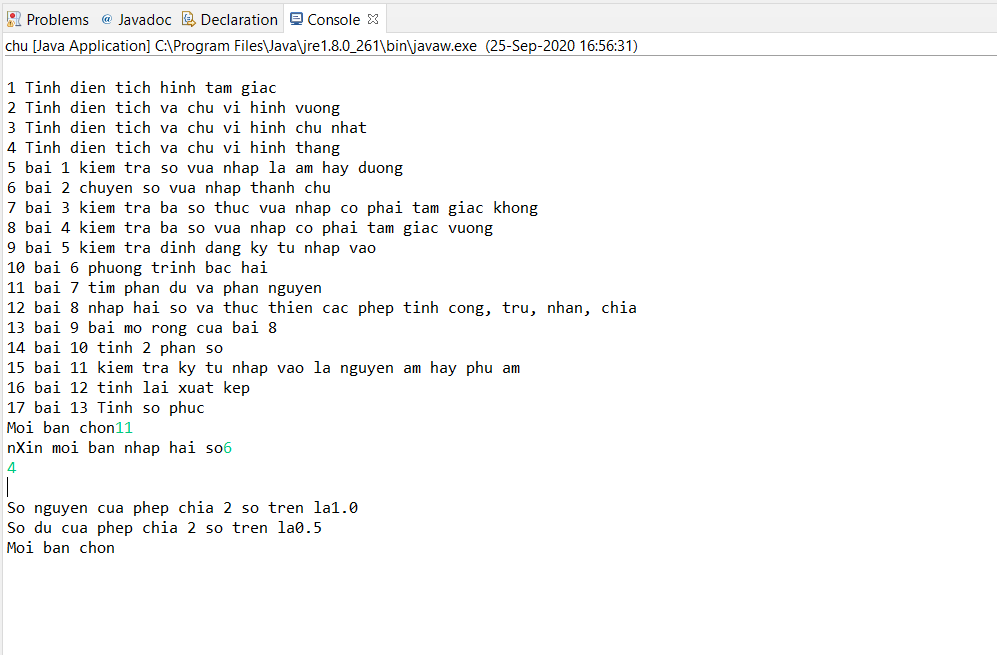 Problems @ Javadoc Declaration Console
chu [Java Application] C:\Program Files\Java\jre1.8.0_261\bin\javaw.exe (25-Sep-2020 16:56:31)
1 Tinh dien tich hinh tam giac
2 Tinh dien tich va chu vi hinh vuong
3 Tinh dien tich va chu vi hinh chu nhat
4 Tinh dien tich va chu vi hinh thang
5 bai 1 kiem tra so vua nhap la am hay duong
6 bai 2 chuyen so vua nhap thanh chu
7 bai 3 kiem tra ba so thuc vua nhap co phai tam giac khong
8 bai 4 kiem tra ba so vua nhap co phai tam giac vuong
9 bai 5 kiem tra dinh dang ky tu nhap vao
10 bai 6 phuong trinh bac hai
11 bai 7 tim phan du va phan nguyen
12 bai 8 nhap hai so va thuc thien cac phep tinh cong, tru, nhan, chia
13 bai 9 bai mo rong cua bai 8
14 bai 10 tinh 2 phan so
15 bai 11 kiem tra ky tu nhap vao la nguyen am hay phu am
16 bai 12 tinh lai xuat kep
17 bai 13 Tinh so phuc
Moi ban chon11
nXin moi ban nhap hai so6
4
So nguyen cua phep chia 2 so tren la1.0
So du cua phep chia 2 so tren la0.5
Moi ban chon